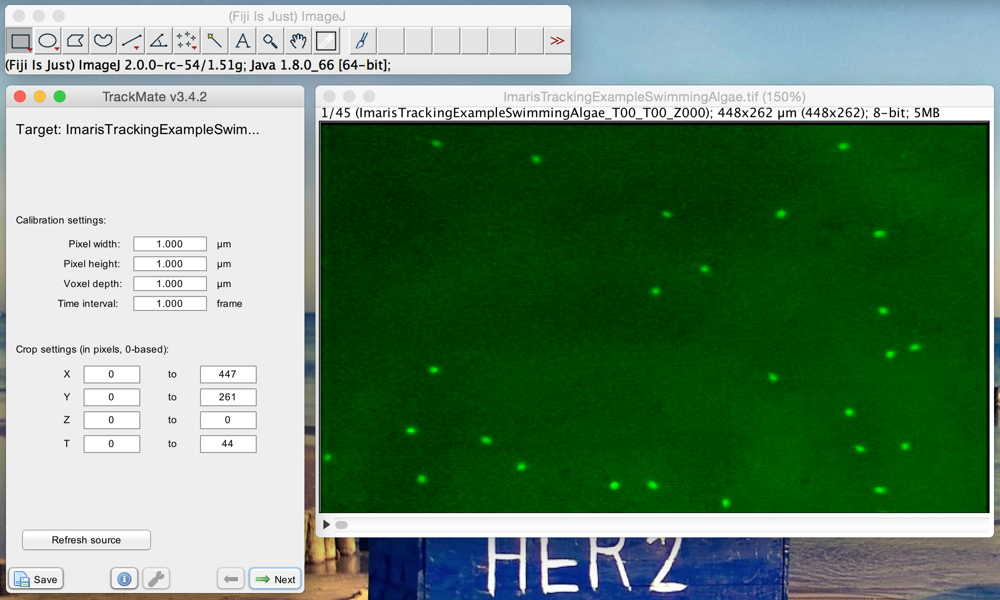 (Fiji Is Just) ImageJ
A
>>
(Fiji Is Just) ImageJ 2.0.0-rc-54/1.51g; Java 1.8.0_66 [64-bit];
TrackMate v3.4.2
Target: ImarisTrackingExampleSwim...
Calibration settings:
Pixel width: 1.000 µm
Pixel height: 1.000 µm
Voxel depth: 1.000 µm
Time interval: 1.000 frame
Crop settings (in pixels, 0-based):
X 0 to 447
Y 0 to 261
Z 0 to 0
T 0 to 44
Refresh source
Save
Next
ImarisTrackingExampleSwimmingAlgae.tif (150%)
1/45 (ImarisTrackingExampleSwimmingAlgae_T00_T00_Z000); 448x262 µm (448x262); 8-bit; 5MB
HER2